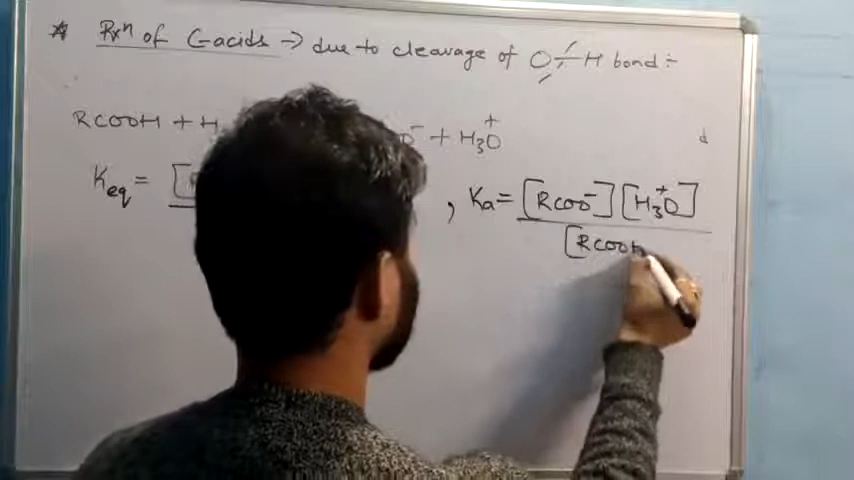 * Rxⁿ of C-acids → due to cleavage of O-H bond :-
RCOOH + H O⁻ + H₃O⁺
Keq = [ , Ka = [RCOO⁻] [H₃O⁺]
[RCOOH